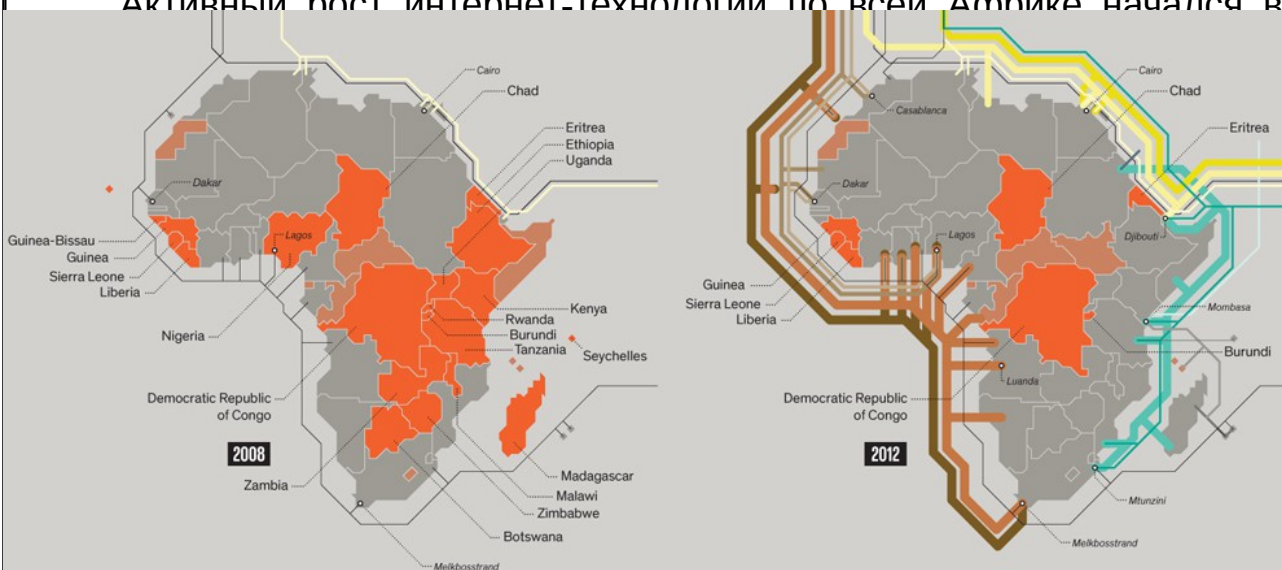 Активный рост интернет-технологий по всей Африке начался в
Cairo
Chad
Eritrea
Ethiopia
Uganda
Dakar
Guinea-Bissau
Lagos
Guinea
Sierra Leone
Liberia
Kenya
Rwanda
Nigeria
Burundi
Tanzania
Seychelles
Democratic Republic
of Congo
2008
Zambia
Madagascar
Malawi
Zimbabwe
Botswana
Melkbosstrand
Cairo
Chad
Casablanca
Eritrea
Dakar
Djibouti
Lagos
Guinea
Sierra Leone
Liberia
Mombasa
Burundi
Luanda
Democratic Republic
of Congo
2012
Mtunzini
Melkbosstrand